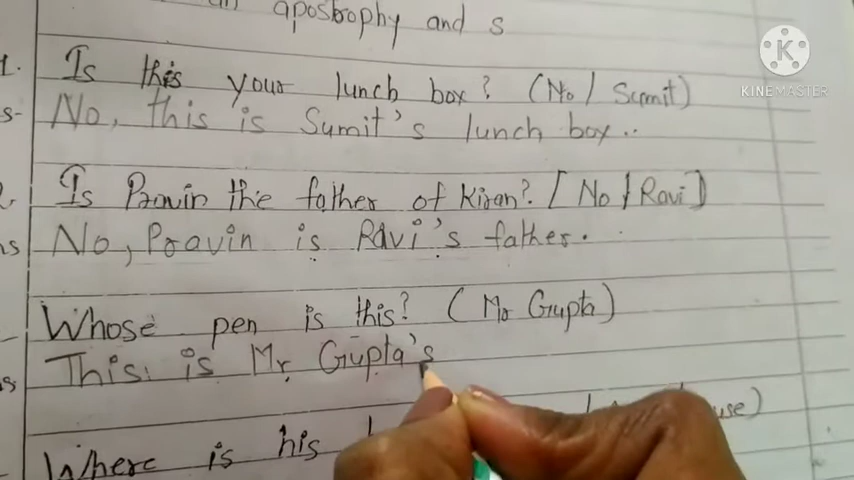 apostrophy and s
1. Is this your lunch box? (No / Sumit)
s- No, this is Sumit's lunch box..
Is Pravin the father of Kiran? [No / Ravi]
ns No, Pravin is Ravi's father.
Whose pen is this? (Mr Gupta)
s This is Mr Gupta's
Where is his use)
K
KINEMASTER